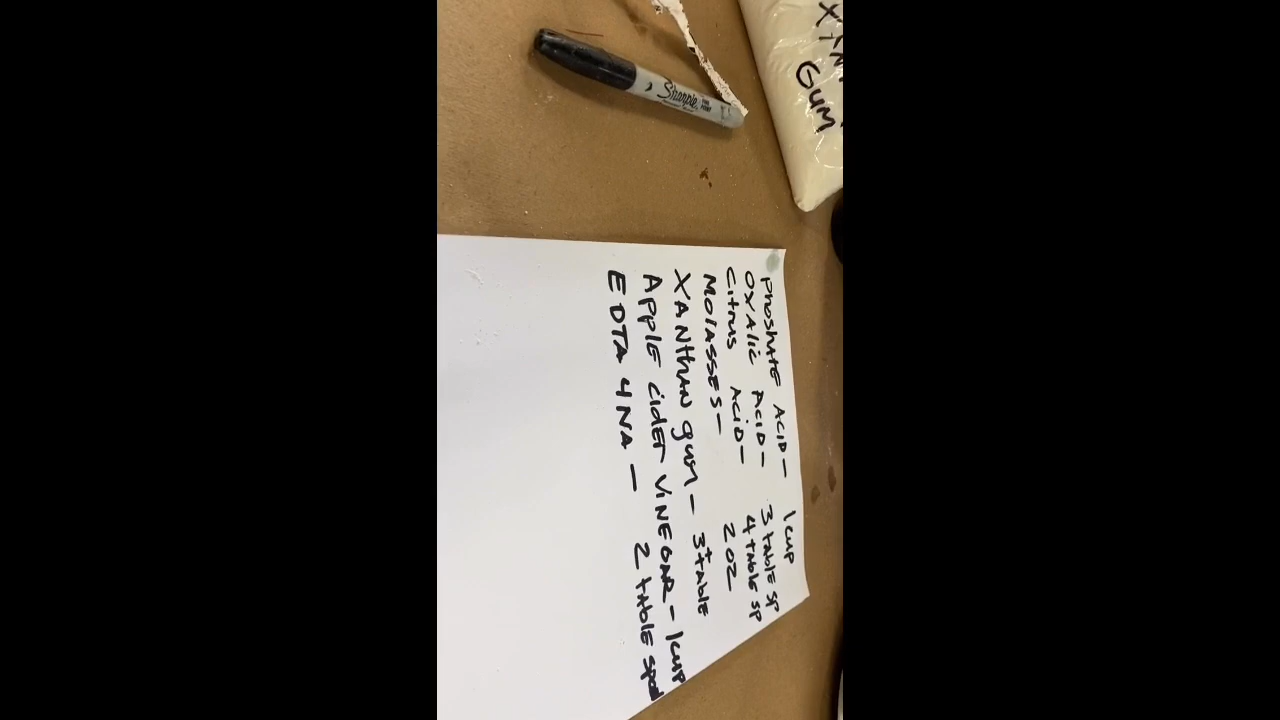 PHOSHATE ACID - 1 CUP
OXALIC ACID - 3 table SP
CitRUS ACID - 4 table SP
MOLASSES - 2 OZ
XANthAN gum - 3 tABLE
APPlE CidER VINEGAR - 1 CUP
EDTA 4NA - 2 tABLE SPOON
Sharpie
GUM